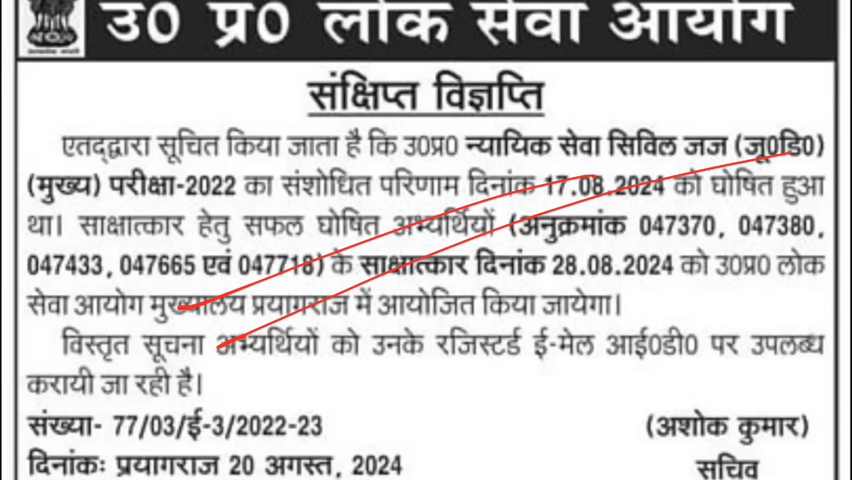 उ0 प्र0 लोक सेवा आयोग
संक्षिप्त विज्ञप्ति
एतद्द्वारा सूचित किया जाता है कि उ0प्र0 न्यायिक सेवा सिविल जज (जू0डि0)
(मुख्य) परीक्षा-2022 का संशोधित परिणाम दिनांक 17.08.2024 को घोषित हुआ
था। साक्षात्कार हेतु सफल घोषित अभ्यर्थियों (अनुक्रमांक 047370, 047380,
047433, 047665 एवं 047718) के साक्षात्कार दिनांक 28.08.2024 को उ0प्र0 लोक
सेवा आयोग मुख्यालय प्रयागराज में आयोजित किया जायेगा।
विस्तृत सूचना अभ्यर्थियों को उनके रजिस्टर्ड ई-मेल आई0डी0 पर उपलब्ध
करायी जा रही है।
संख्या- 77/03/ई-3/2022-23 (अशोक कुमार)
दिनांकः प्रयागराज 20 अगस्त, 2024 सचिव